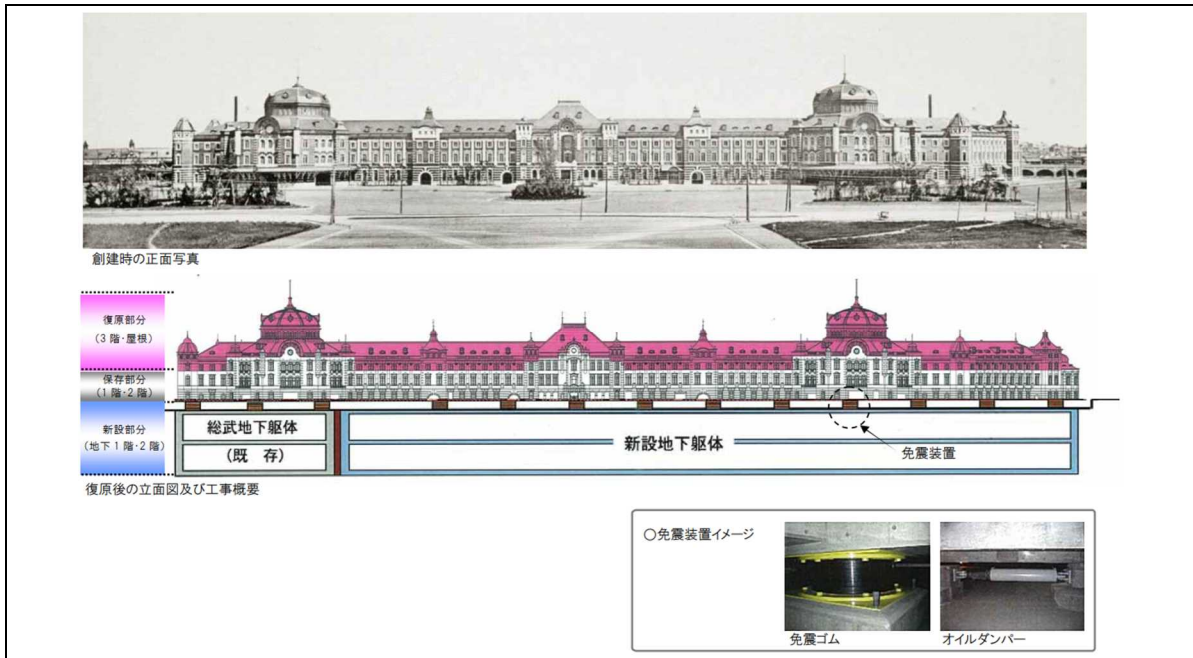 創建時の正面写真
復原部分
(3階・屋根)
保存部分
(1階・2階)
新設部分
(地下1階・2階)
総武地下躯体
(既 存)
新設地下躯体
免震装置
復原後の立面図及び工事概要
○免震装置イメージ
免震ゴム
オイルダンパー